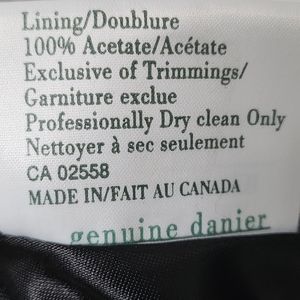 Lining/Doublure
100% Acetate/Acétate
Exclusive of Trimmings/
Garniture exclue
Professionally Dry clean Only
Nettoyer à sec seulement
CA 02558
MADE IN/FAIT AU CANADA
genuine danier